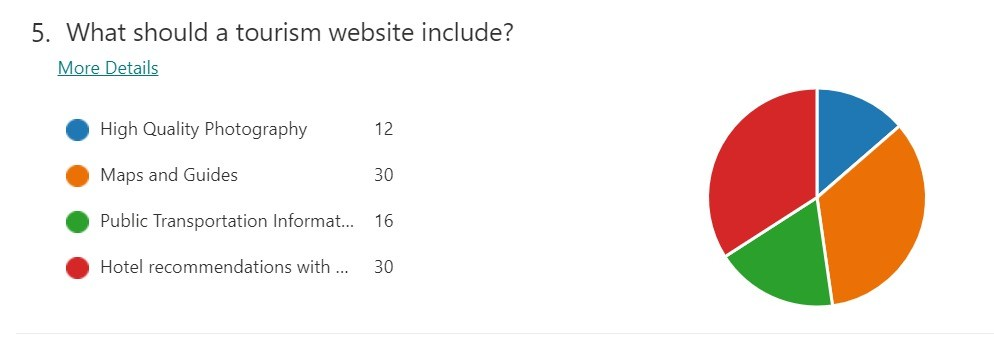 5. What should a tourism website include?
More Details
High Quality Photography 12
Maps and Guides 30
Public Transportation Informat... 16
Hotel recommendations with ... 30